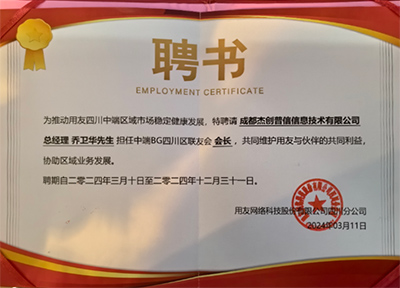 聘书
EMPLOYMENT CERTIFICATE
为推动用友四川中端区域市场稳定健康发展，特聘请 成都杰创普信信息技术有限公司
总经理 乔卫华先生 担任中端BG四川区联友会 会长，共同维护用友与伙伴的共同利益，
协助区域业务发展。
聘期自二零二四年三月十日至二零二四年十二月三十一日。
用友网络科技股份有限公司四川分公司
2024年03月11日